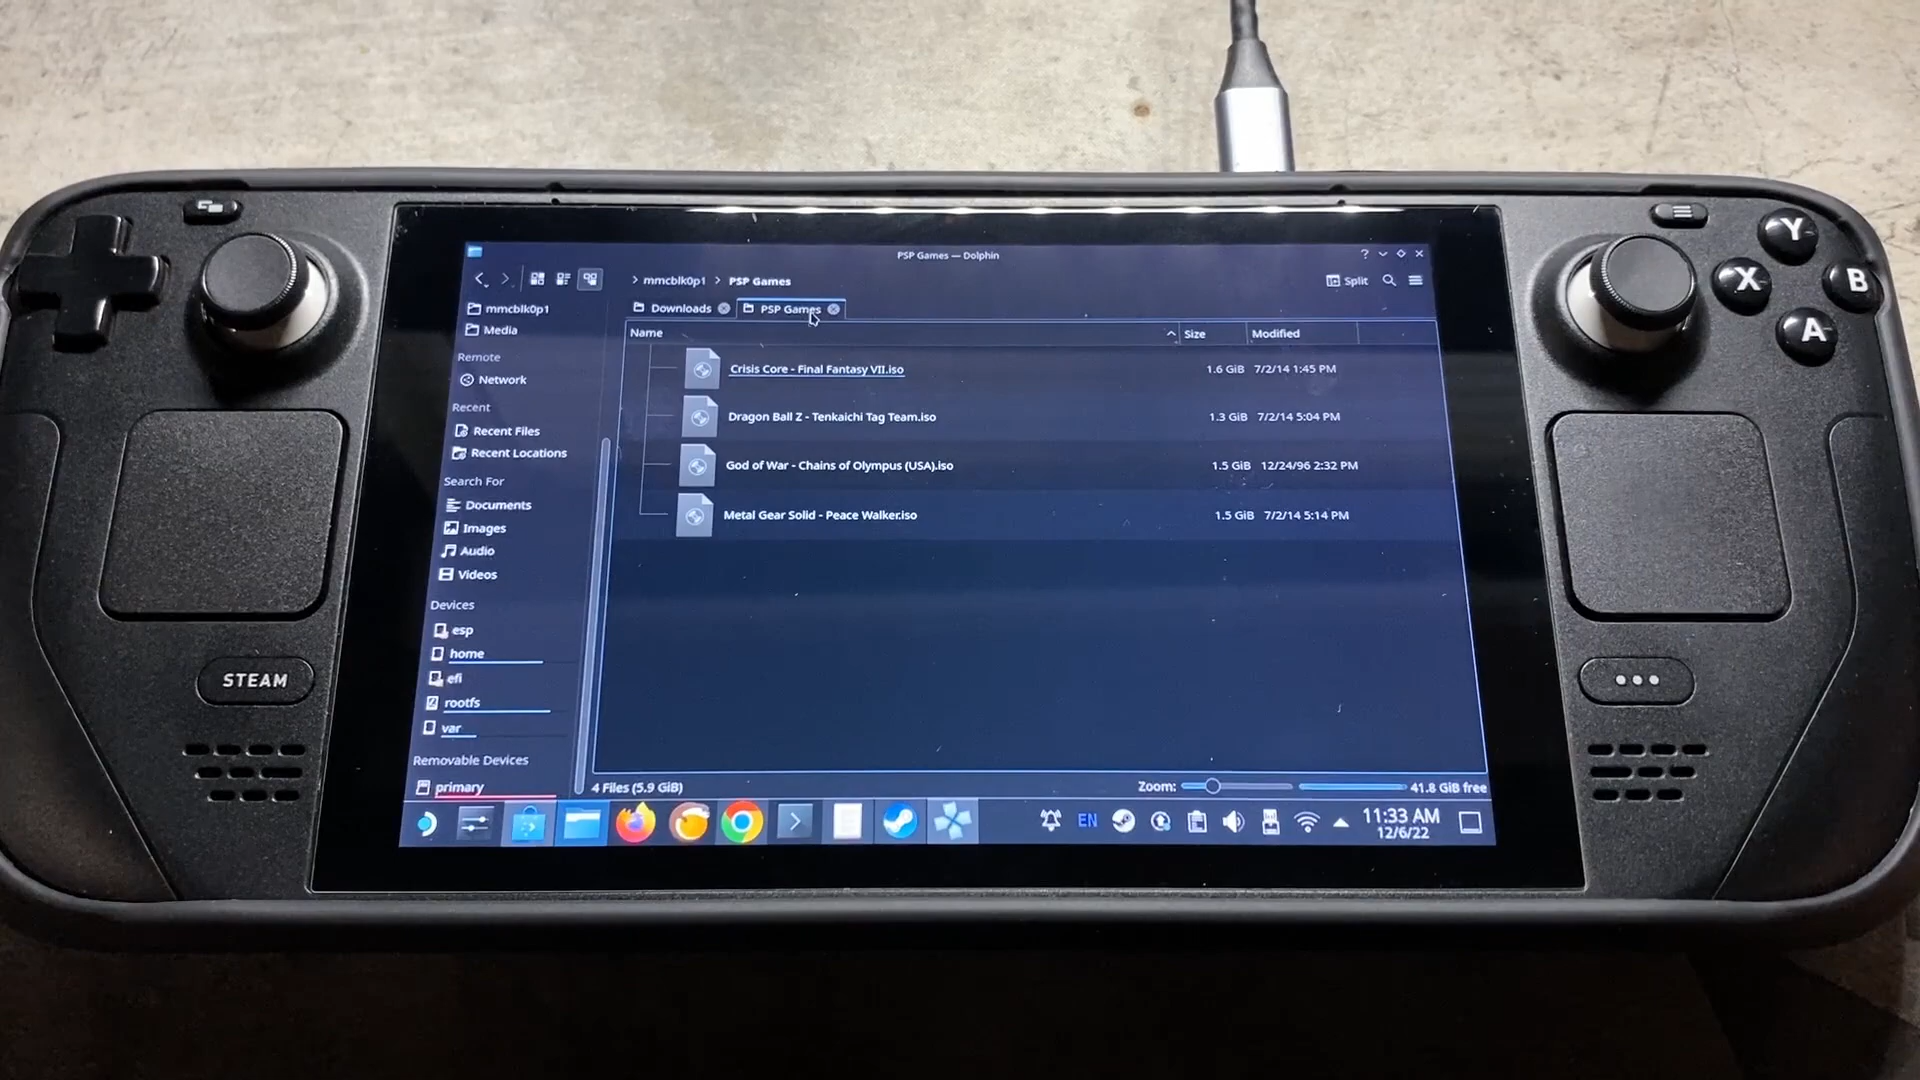 PSP Games — Dolphin
mmcblk0p1 > PSP Games
Split
Downloads
PSP Games
Name
Size
Modified
Crisis Core - Final Fantasy VII.iso
1.6 GiB
7/2/14 1:45 PM
Dragon Ball Z - Tenkaichi Tag Team.iso
1.3 GiB
7/2/14 5:04 PM
God of War - Chains of Olympus (USA).iso
1.5 GiB
12/24/96 2:32 PM
Metal Gear Solid - Peace Walker.iso
1.5 GiB
7/2/14 5:14 PM
mmcblk0p1
Media
Remote
Network
Recent
Recent Files
Recent Locations
Search For
Documents
Images
Audio
Videos
Devices
esp
home
efi
rootfs
var
Removable Devices
primary
4 Files (5.9 GiB)
Zoom:
41.8 GiB free
EN
11:33 AM
12/6/22
STEAM
Y
X
B
A